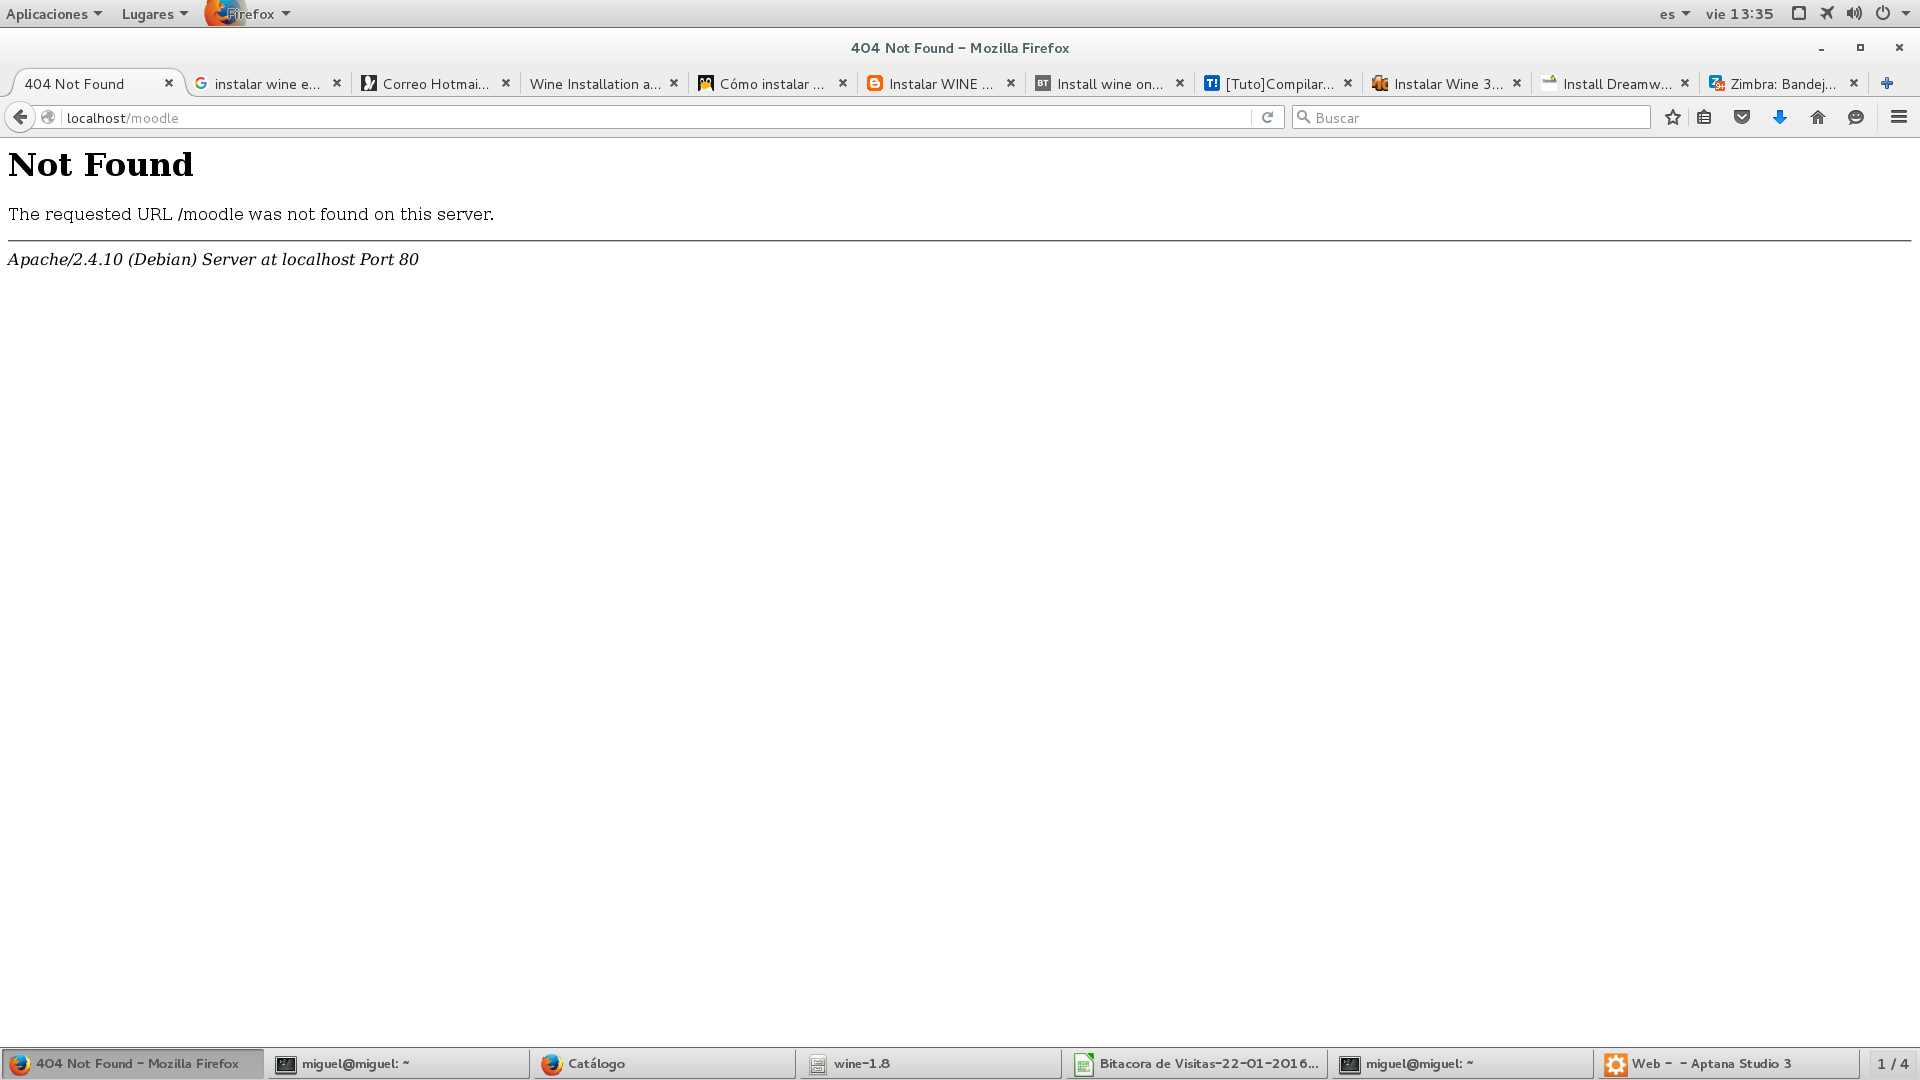 Aplicaciones Lugares Firefox es vie 13:35
404 Not Found - Mozilla Firefox
404 Not Found instalar wine e... Correo Hotmai... Wine Installation a... Cómo instalar ... Instalar WINE ... BT Install wine on... T! [Tuto]Compilar... Instalar Wine 3... Install Dreamw... Zimbra: Bandej...
localhost/moodle Buscar
Not Found
The requested URL /moodle was not found on this server.
Apache/2.4.10 (Debian) Server at localhost Port 80
404 Not Found - Mozilla Firefox miguel@miguel: ~ Catálogo wine-1.8 Bitacora de Visitas-22-01-2016... miguel@miguel: ~ Web - - Aptana Studio 3 1 / 4